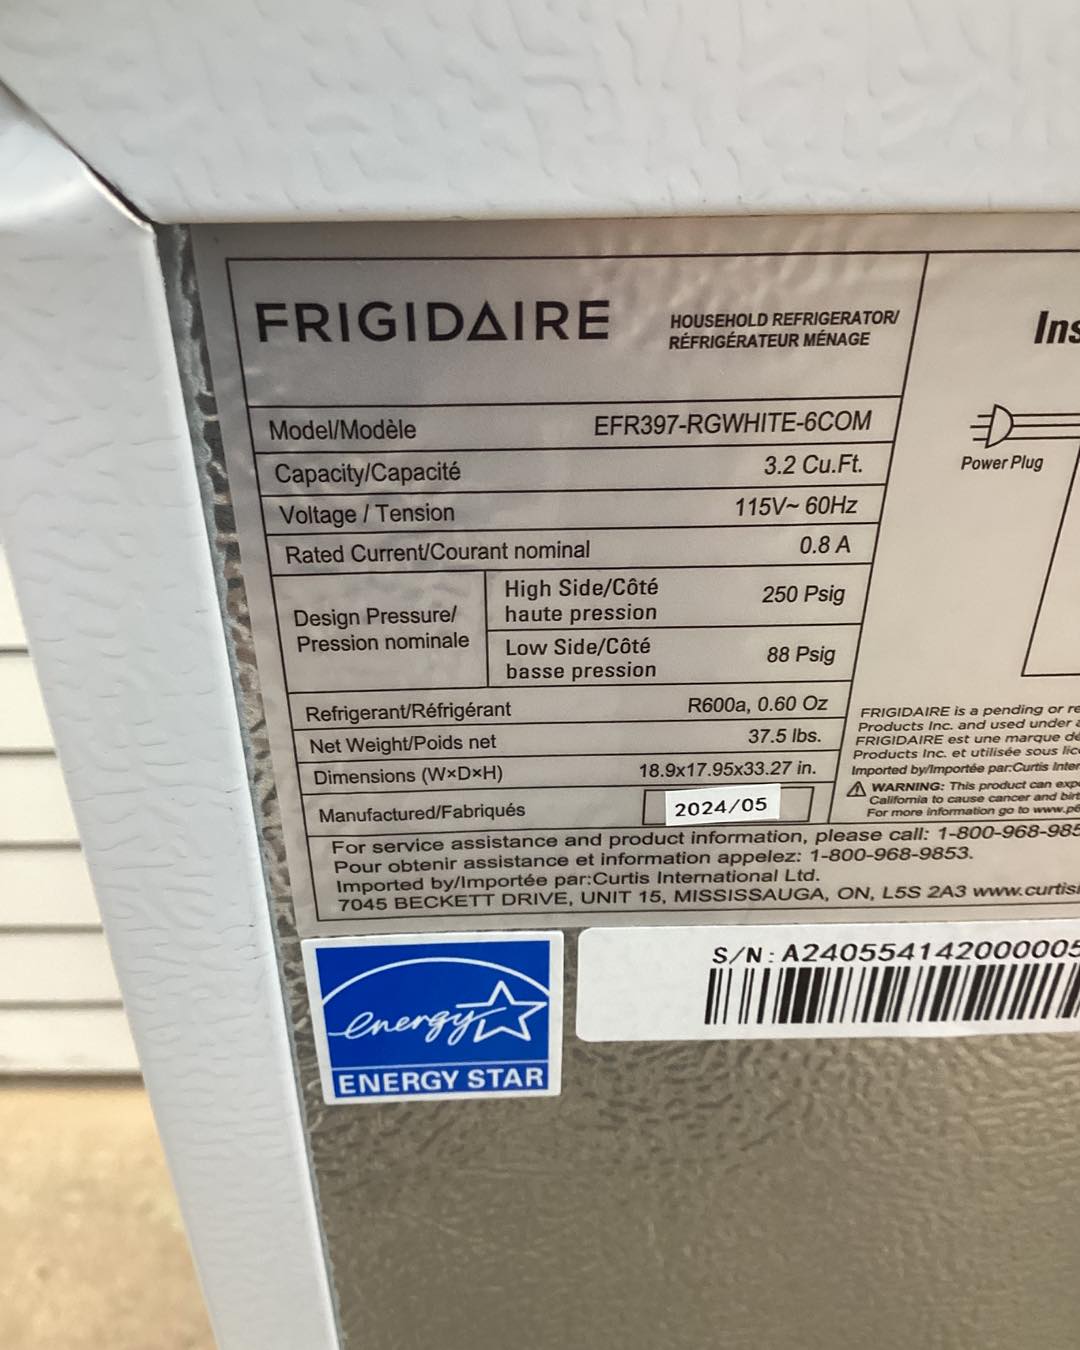 FRIGIDAIRE
HOUSEHOLD REFRIGERATOR/
RÉFRIGÉRATEUR MÉNAGE
Model/Modèle EFR397-RGWHITE-6COM
Capacity/Capacité 3.2 Cu.Ft.
Voltage / Tension 115V~ 60Hz
Rated Current/Courant nominal 0.8 A
Design Pressure/
Pression nominale
High Side/Côté
haute pression
250 Psig
Low Side/Côté
basse pression
88 Psig
Refrigerant/Réfrigérant R600a, 0.60 Oz
Net Weight/Poids net 37.5 lbs.
Dimensions (W×D×H) 18.9x17.95x33.27 in.
Manufactured/Fabriqués 2024/05
For service assistance and product information, please call: 1-800-968-985
Pour obtenir assistance et information appelez: 1-800-968-9853.
Imported by/Importée par:Curtis International Ltd.
7045 BECKETT DRIVE, UNIT 15, MISSISSAUGA, ON, L5S 2A3 www.curtis
Ins
Power Plug
FRIGIDAIRE is a pending or re
Products Inc. and used under
FRIGIDAIRE est une marque dé
Products Inc. et utilisée sous lic
Imported by/Importée par:Curtis Inter
WARNING: This product can exp
California to cause cancer and birt
For more information go to www.p6
energy
ENERGY STAR
S/N: A240554142000005